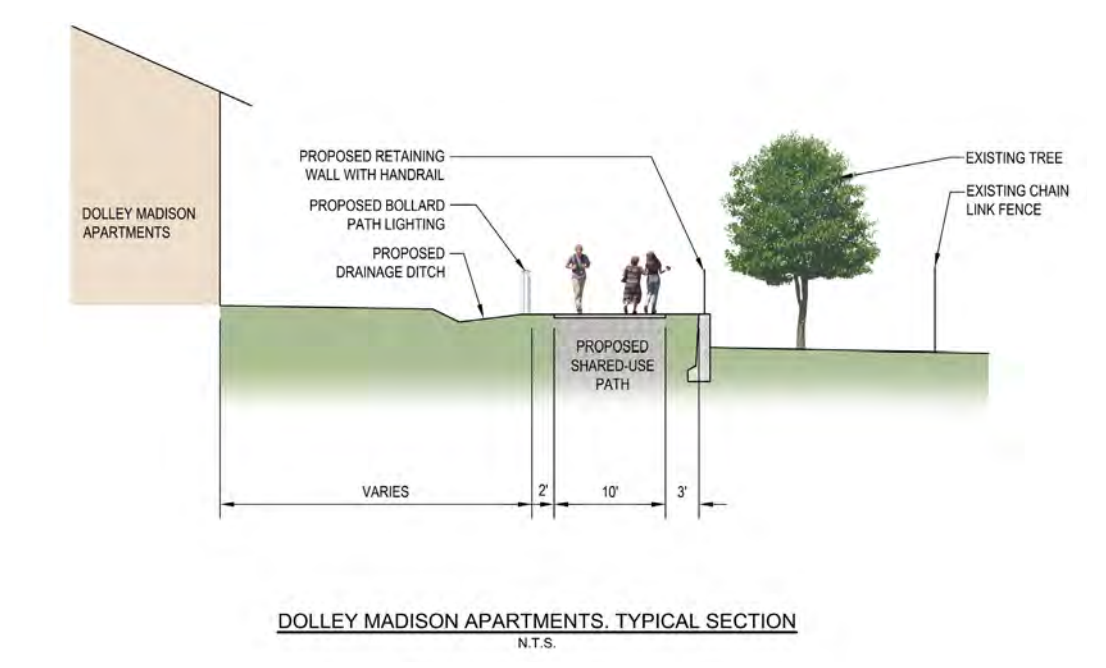 PROPOSED RETAINING
WALL WITH HANDRAIL
EXISTING TREE
EXISTING CHAIN
LINK FENCE
DOLLEY MADISON
APARTMENTS
PROPOSED BOLLARD
PATH LIGHTING
PROPOSED
DRAINAGE DITCH
PROPOSED
SHARED-USE
PATH
VARIES
2'
10'
3'
DOLLEY MADISON APARTMENTS. TYPICAL SECTION
N.T.S.